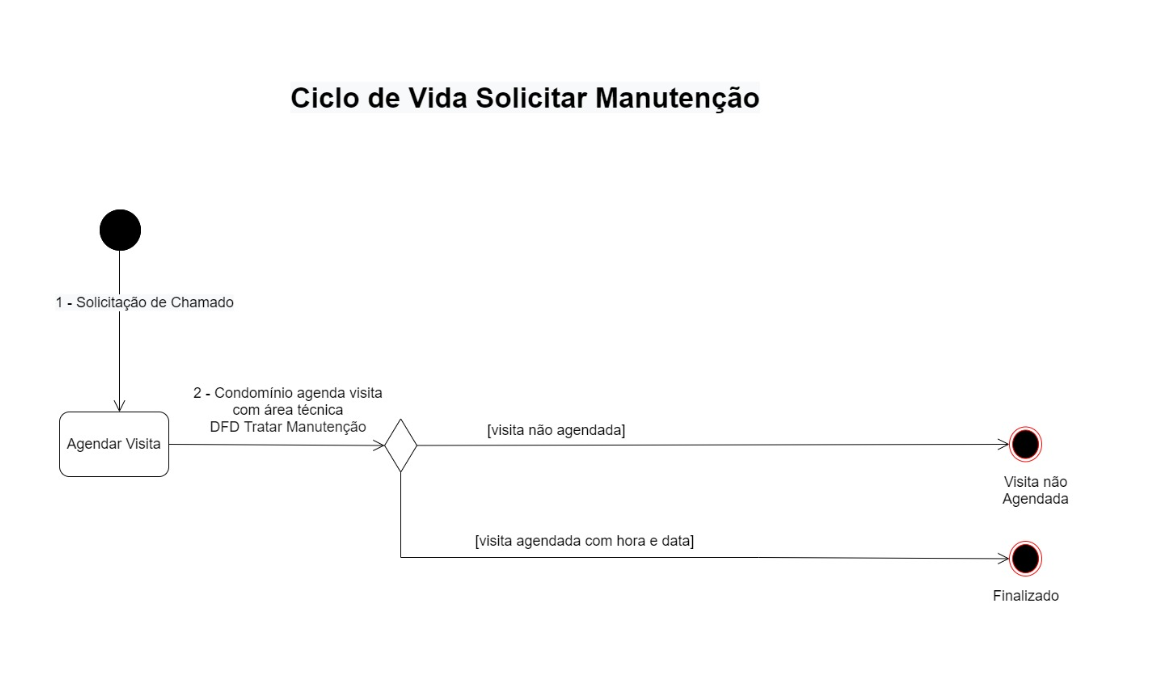 Ciclo de Vida Solicitar Manutenção
1 - Solicitação de Chamado
2 - Condomínio agenda visita
com área técnica
DFD Tratar Manutenção
Agendar Visita
[visita não agendada]
Visita não
Agendada
[visita agendada com hora e data]
Finalizado